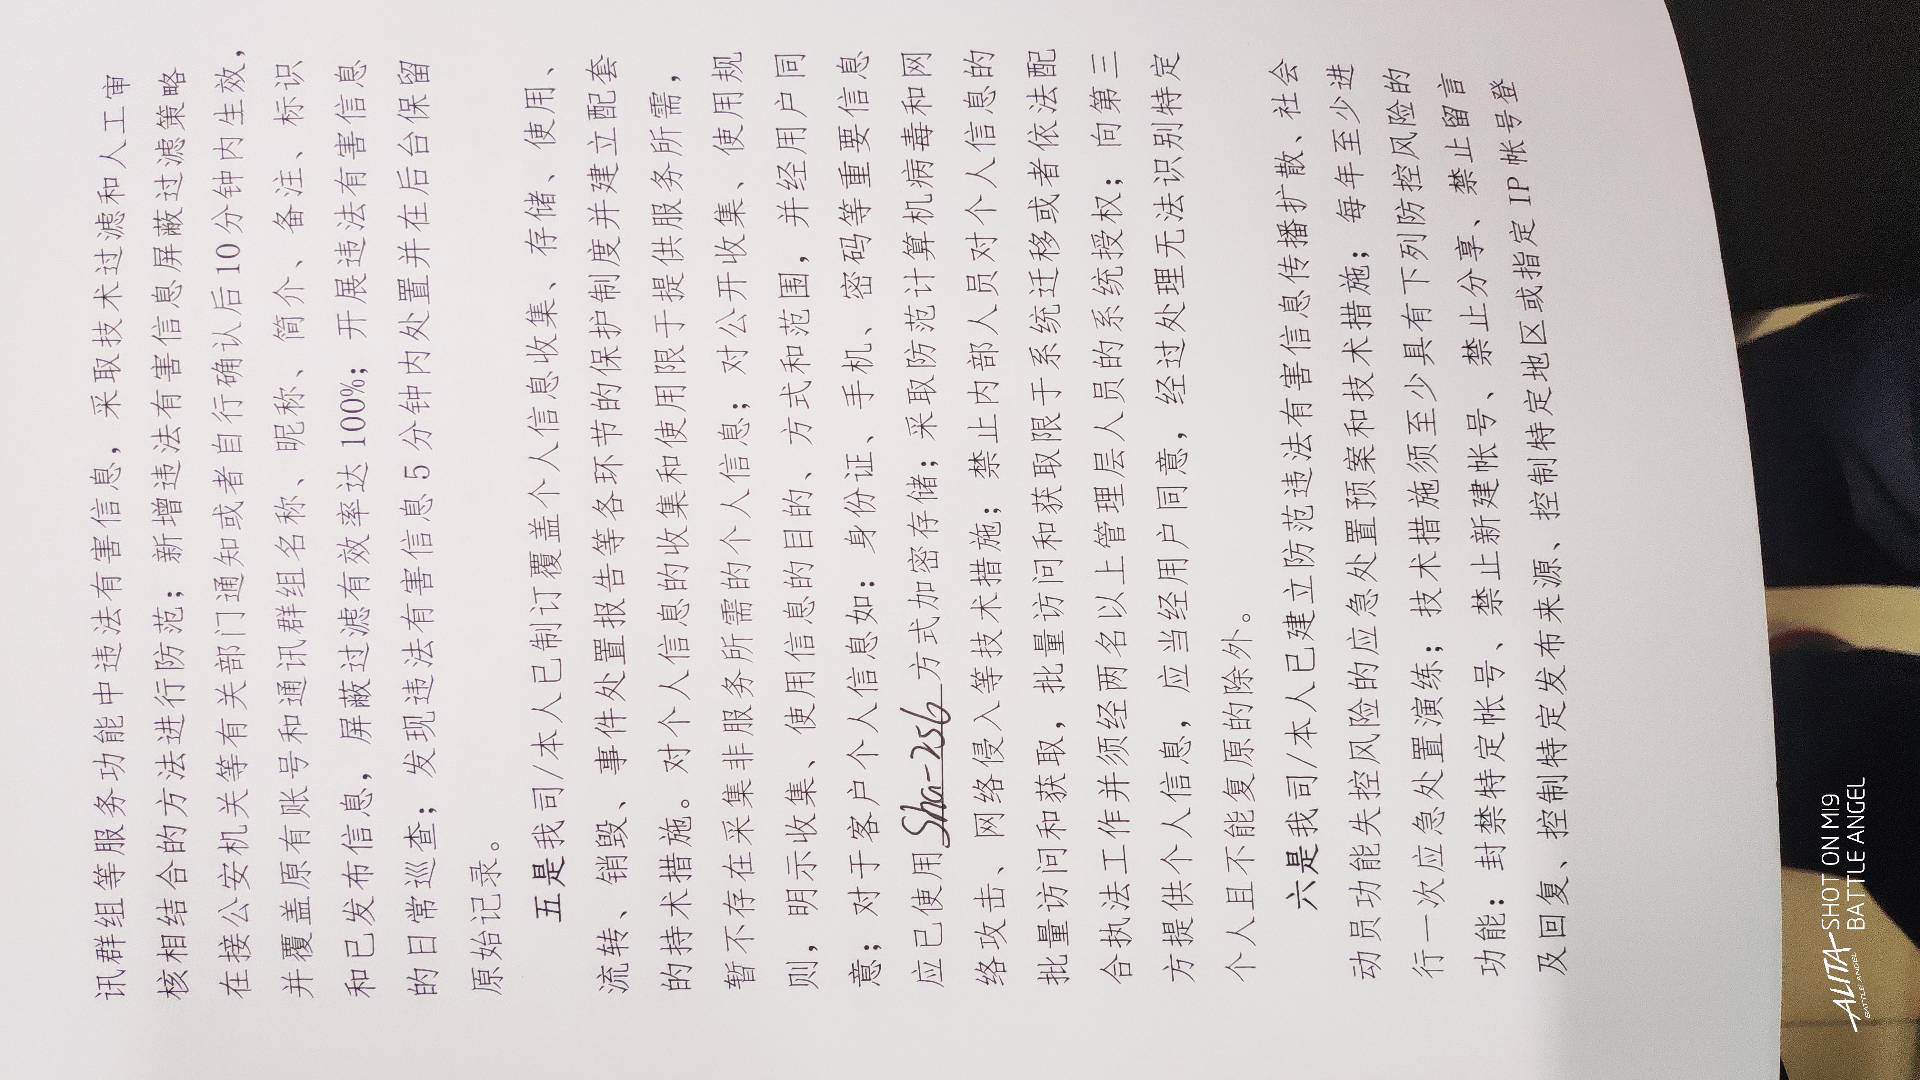 讯群组等服务功能中违法有害信息，采取技术过滤和人工审
核相结合的方法进行防范；新增违法有害信息屏蔽过滤策略
在接公安机关等有关部门通知或者自行确认后10分钟内生效，
并覆盖原有账号和通讯群组名称、昵称、简介、备注、标识
和已发布信息，屏蔽过滤有效率达 100%；开展违法有害信息
的日常巡查；发现违法有害信息 5 分钟内处置并在后台保留
原始记录。
五是我司/本人已制订覆盖个人信息收集、存储、使用、
流转、销毁、事件处置报告等各环节的保护制度并建立配套
的持术措施。对个人信息的收集和使用限于提供服务所需，
暂不存在采集非服务所需的个人信息；对公开收集、使用规
则，明示收集、使用信息的目的、方式和范围，并经用户同
意；对于客户个人信息如：身份证、手机、密码等重要信息
应已使用 Sha-256 方式加密存储；采取防范计算机病毒和网
络攻击、网络侵入等技术措施；禁止内部人员对个人信息的
批量访问和获取，批量访问和获取限于系统迁移或者依法配
合执法工作并须经两名以上管理层人员的系统授权；向第三
方提供个人信息，应当经用户同意，经过处理无法识别特定
个人且不能复原的除外。
六是我司/本人已建立防范违法有害信息传播扩散、社会
动员功能失控风险的应急处置预案和技术措施；每年至少进
行一次应急处置演练；技术措施须至少具有下列防控风险的
功能：封禁特定帐号、禁止新建帐号、禁止分享、禁止留言
及回复、控制特定发布来源、控制特定地区或指定 IP 帐号登
ALITA SHOT ON MI9
BATTLE ANGEL BATTLE ANGEL